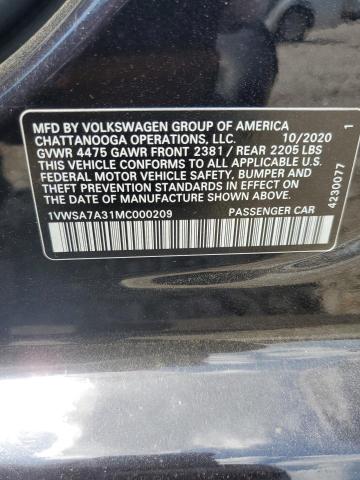 MFD BY VOLKSWAGEN GROUP OF AMERICA
CHATTANOOGA OPERATIONS, LLC. 10/2020
GVWR 4475 GAWR FRONT 2381 / REAR 2205 LBS
THIS VEHICLE CONFORMS TO ALL APPLICABLE U.S.
FEDERAL MOTOR VEHICLE SAFETY, BUMPER AND
THEFT PREVENTION STANDARDS IN EFFECT ON THE
DATE OF MANUFACTURE SHOWN ABOVE.
1VWSA7A31MC000209 PASSENGER CAR
1
4230077